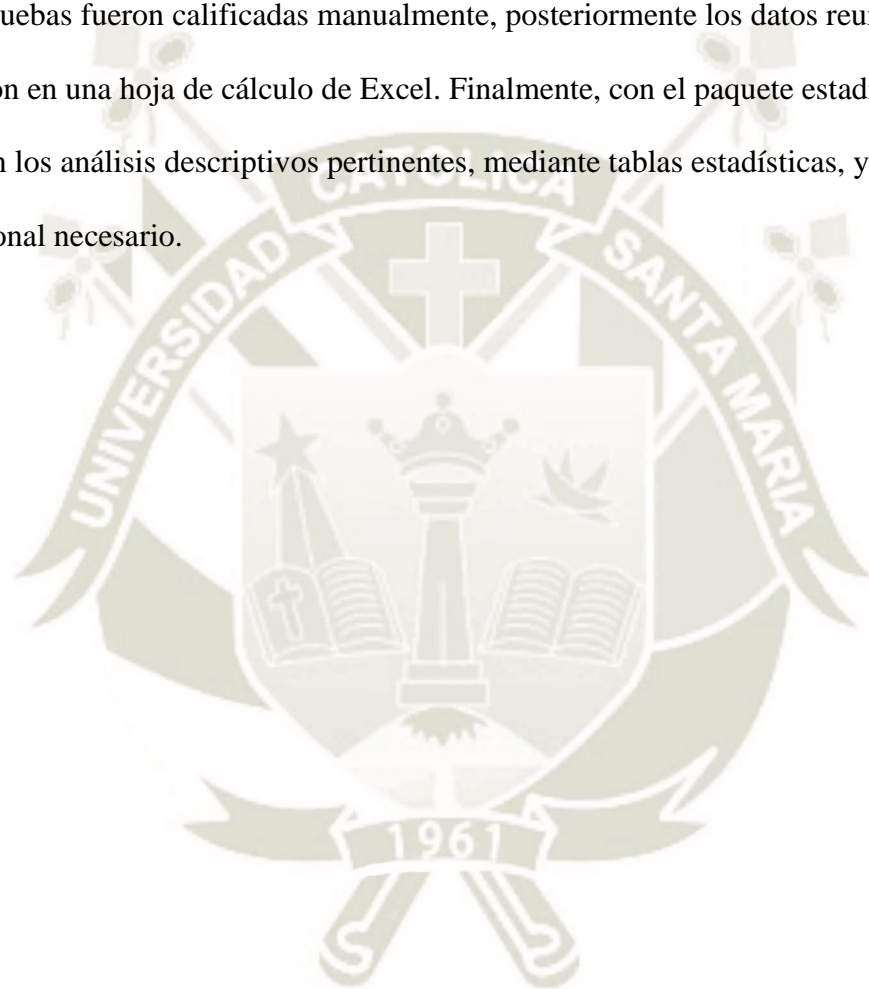 uebas fueron calificadas manualmente, posteriormente los datos reu
on en una hoja de cálculo de Excel. Finalmente, con el paquete estad
n los análisis descriptivos pertinentes, mediante tablas estadísticas, y
onal necesario.
CATOLICA
UNIVERSIDAD
SANTA MARIA
1961